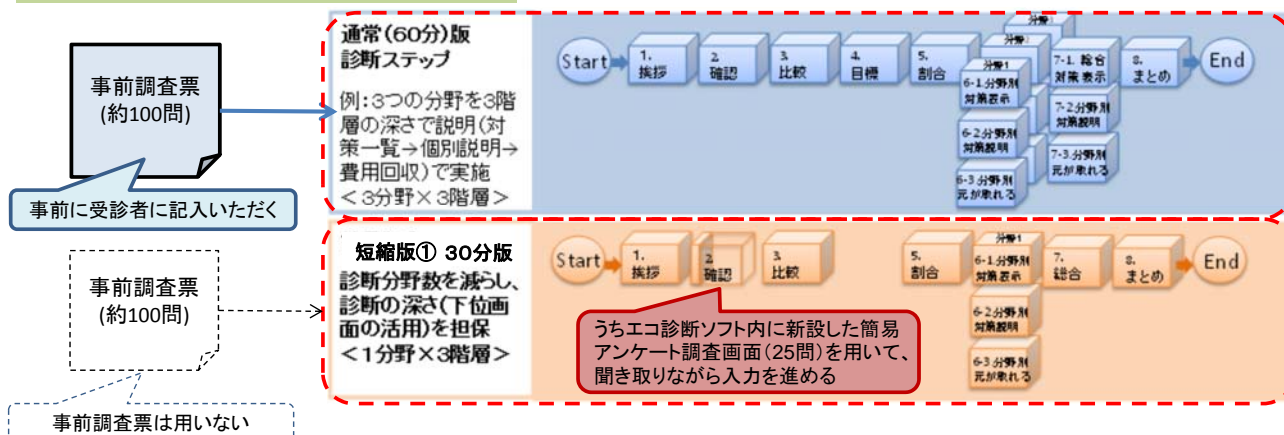 事前調査票
(約100問)
事前に受診者に記入いただく
通常(60分)版
診断ステップ
例:3つの分野を3階
層の深さで説明(対
策一覧→個別説明→
費用回収)で実施
<3分野×3階層>
Start
1.
挨拶
2.
確認
3.
比較
4.
目標
5.
割合
分野1
6-1.分野別
対策表示
6-2.分野別
対策説明
6-3.分野別
元が取れる
7-1.総合
対策表示
7-2.分野別
対策説明
7-3.分野別
元が取れる
8.
まとめ
End
事前調査票
(約100問)
事前調査票は用いない
短縮版① 30分版
診断分野数を減らし、
診断の深さ(下位画
面の活用)を担保
<1分野×3階層>
Start
1.
挨拶
2.
確認
3.
比較
5.
割合
分野1
6-1.分野別
対策表示
6-2.分野別
対策説明
6-3.分野別
元が取れる
7.
総合
8.
まとめ
End
うちエコ診断ソフト内に新設した簡易
アンケート調査画面(25問)を用いて、
聞き取りながら入力を進める